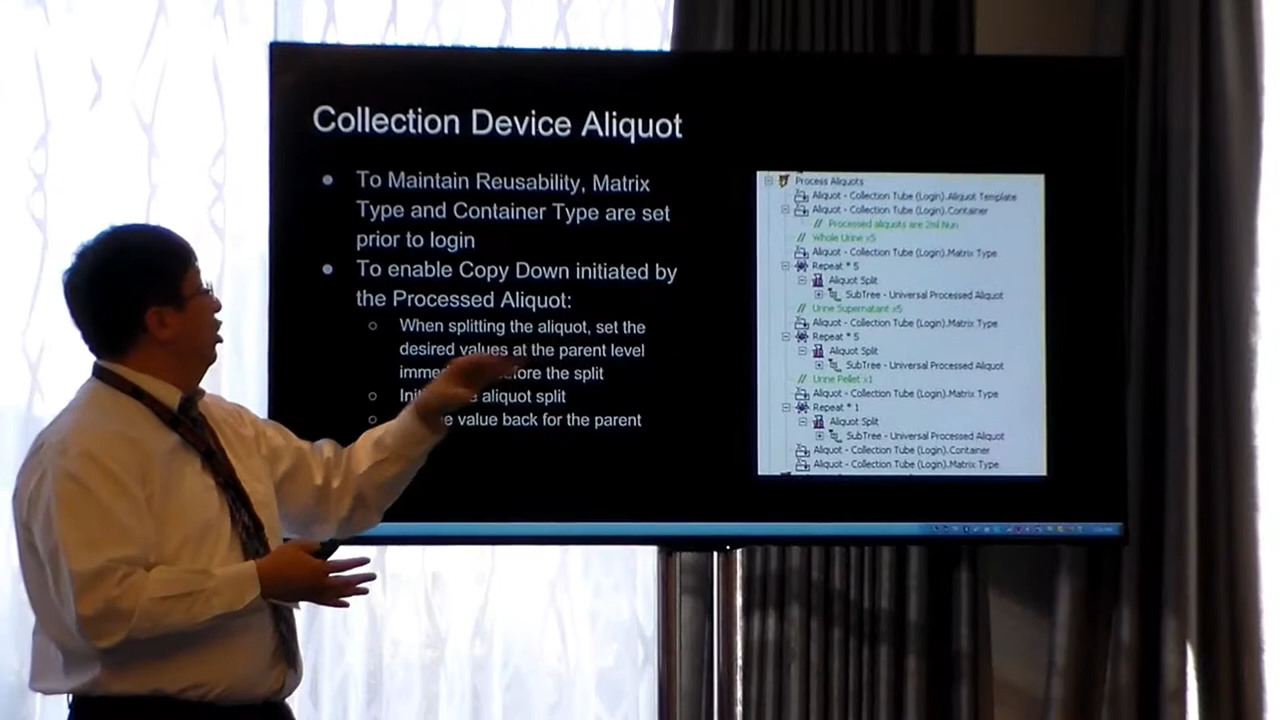 Collection Device Aliquot
To Maintain Reusability, Matrix
Type and Container Type are set
prior to login
To enable Copy Down initiated by
the Processed Aliquot:
When splitting the aliquot, set the
desired values at the parent level
the split
aliquot split
value back for the parent
Process Aliquots
Aliquot - Collection Tube (Login).Aliquot Template
Aliquot - Collection Tube (Login).Container
// Processed aliquots are 2ml Nun
// Whole Urine x5
Aliquot - Collection Tube (Login).Matrix Type
Repeat * 5
Aliquot Split
SubTree - Universal Processed Aliquot
// Urine Supernatant x5
Aliquot - Collection Tube (Login).Matrix Type
Repeat * 5
Aliquot Split
SubTree - Universal Processed Aliquot
// Urine Pellet x1
Aliquot - Collection Tube (Login).Matrix Type
Repeat * 1
Aliquot Split
SubTree - Universal Processed Aliquot
Aliquot - Collection Tube (Login).Container
Aliquot - Collection Tube (Login).Matrix Type